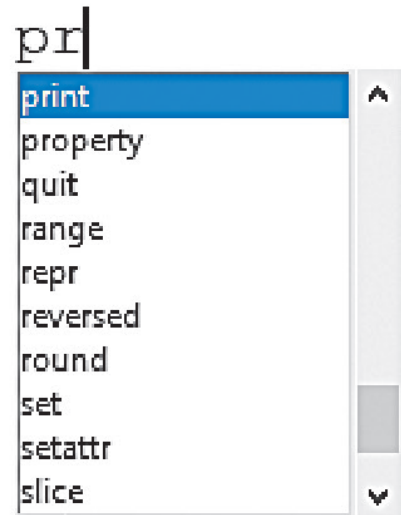 pr
print
property
quit
range
repr
reversed
round
set
setattr
slice